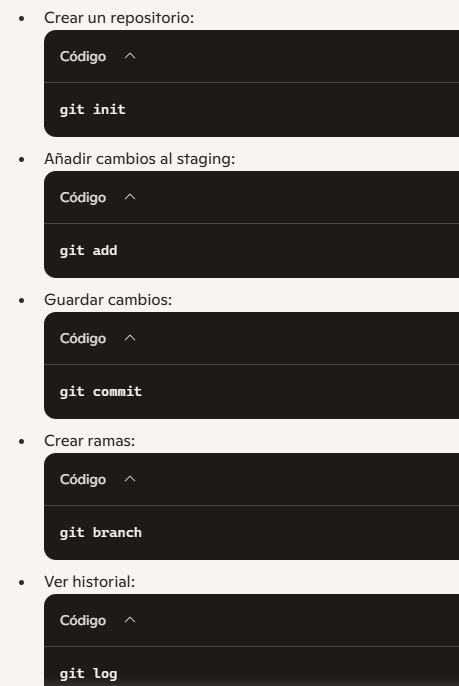 Crear un repositorio:
Código
git init
Añadir cambios al staging:
Código
git add
Guardar cambios:
Código
git commit
Crear ramas:
Código
git branch
Ver historial:
Código
git log